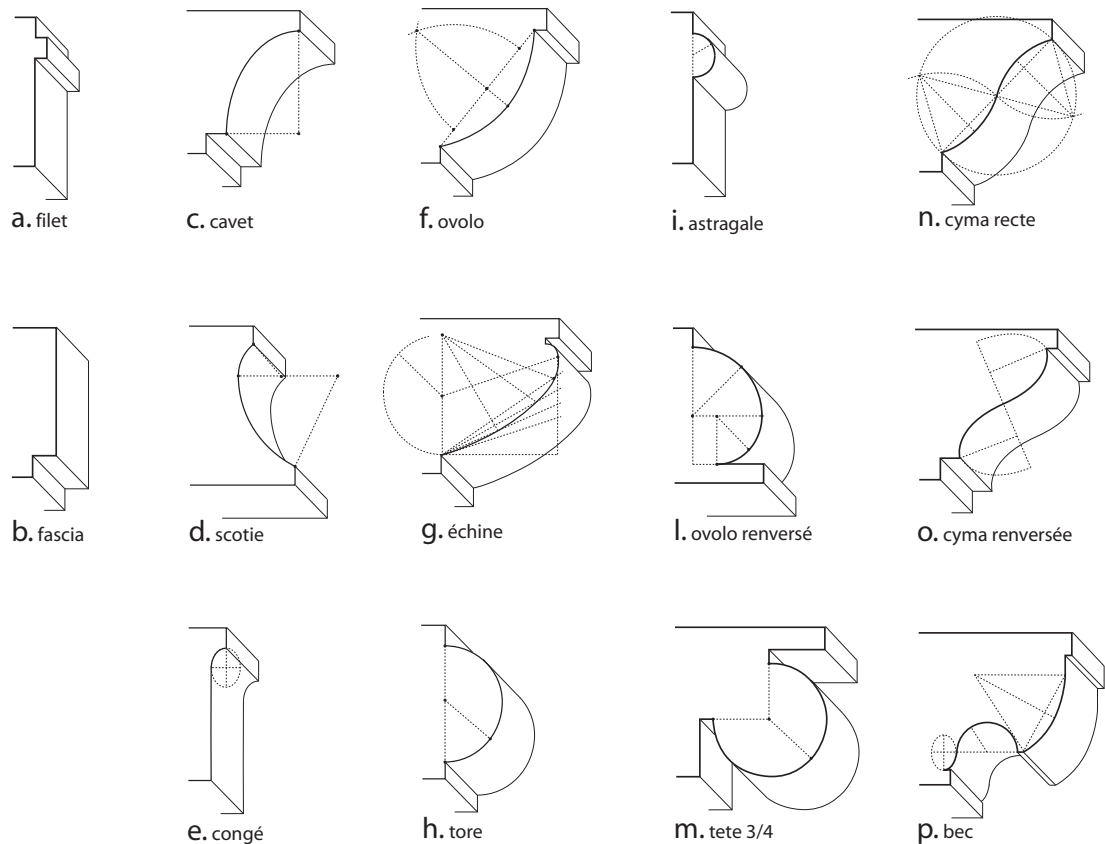 a. filet
c. cavet
f. ovolo
i. astragale
n. cyma recte
b. fascia
d. scotie
g. échine
l. ovolo renversé
o. cyma renversée
e. congé
h. tore
m. tete 3/4
p. bec